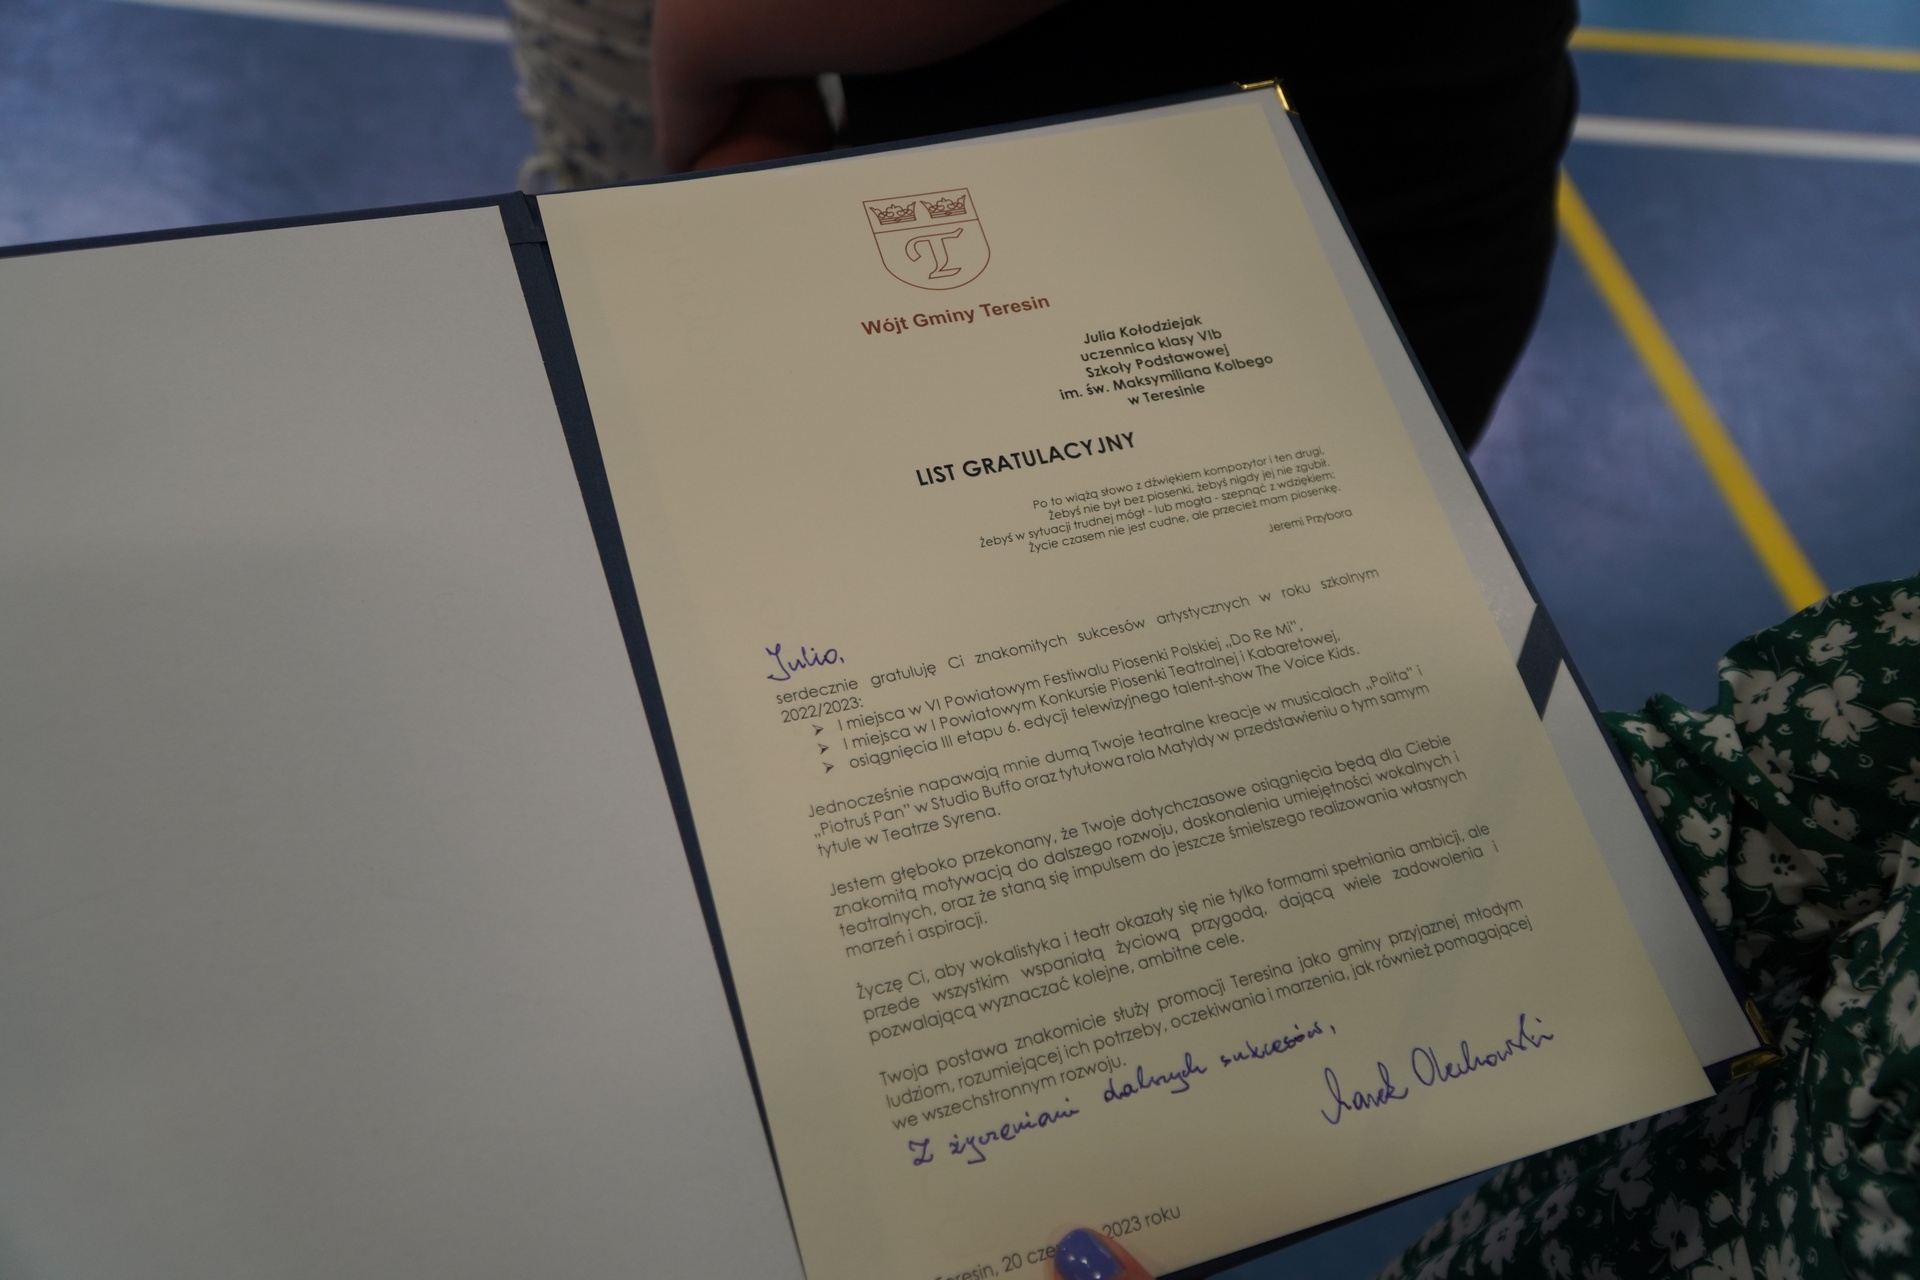 T
Wójt Gminy Teresin
Julia Kołodziejak
uczennica klasy VIb
Szkoły Podstawowej
im. św. Maksymiliana Kolbego
w Teresinie
LIST GRATULACYJNY
Po to wiążą słowo z dźwiękiem kompozytor i ten drugi,
Żebyś nie był bez piosenki, żebyś nigdy jej nie zgubił.
Żebyś w sytuacji trudnej mógł - lub mogła - szepnąć z wdziękiem:
Życie czasem nie jest cudne, ale przecież mam piosenkę.
Jeremi Przybora
Julio,
serdecznie gratuluję Ci znakomitych sukcesów artystycznych w roku szkolnym
2022/2023:
➢ I miejsca w VI Powiatowym Festiwalu Piosenki Polskiej „Do Re Mi",
➢ I miejsca w I Powiatowym Konkursie Piosenki Teatralnej i Kabaretowej,
➢ osiągnięcia III etapu 6. edycji telewizyjnego talent-show The Voice Kids.
Jednocześnie napawają mnie dumą Twoje teatralne kreacje w musicalach „Polita" i
„Piotruś Pan" w Studio Buffo oraz tytułowa rola Matyldy w przedstawieniu o tym samym
tytule w Teatrze Syrena.
Jestem głęboko przekonany, że Twoje dotychczasowe osiągnięcia będą dla Ciebie
znakomitą motywacją do dalszego rozwoju, doskonalenia umiejętności wokalnych i
teatralnych, oraz że staną się impulsem do jeszcze śmielszego realizowania własnych
marzeń i aspiracji.
Życzę Ci, aby wokalistyka i teatr okazały się nie tylko formami spełniania ambicji, ale
przede wszystkim wspaniałą życiową przygodą, dającą wiele zadowolenia i
pozwalającą wyznaczać kolejne, ambitne cele.
Twoja postawa znakomicie służy promocji Teresina jako gminy przyjaznej młodym
ludziom, rozumiejącej ich potrzeby, oczekiwania i marzenia, jak również pomagającej
we wszechstronnym rozwoju.
Z życzeniami dalszych sukcesów,
Marek Olechowski
Teresin, 20 cze 2023 roku